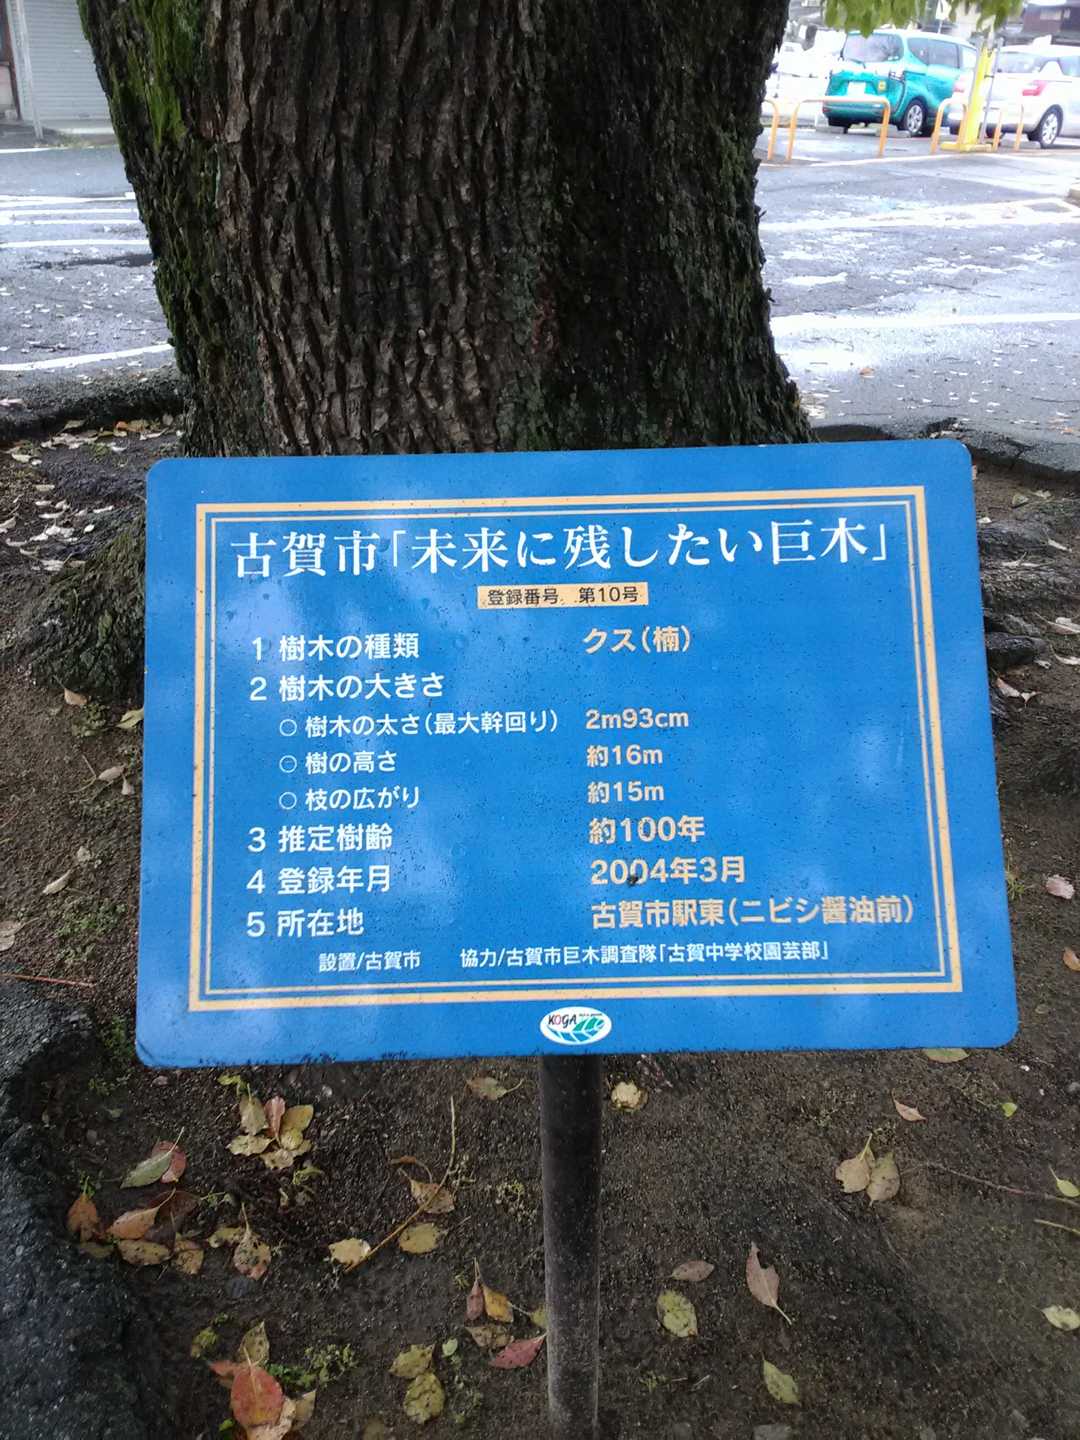 古賀市「未来に残したい巨木」
登録番号 第10号
1 樹木の種類 クス(楠)
2 樹木の大きさ
○ 樹木の太さ(最大幹回り) 2m93cm
○ 樹の高さ 約16m
○ 枝の広がり 約15m
3 推定樹齢 約100年
4 登録年月 2004年3月
5 所在地 古賀市駅東(ニビシ醤油前)
設置/古賀市 協力/古賀市巨木調査隊「古賀中学校園芸部」
KOGA